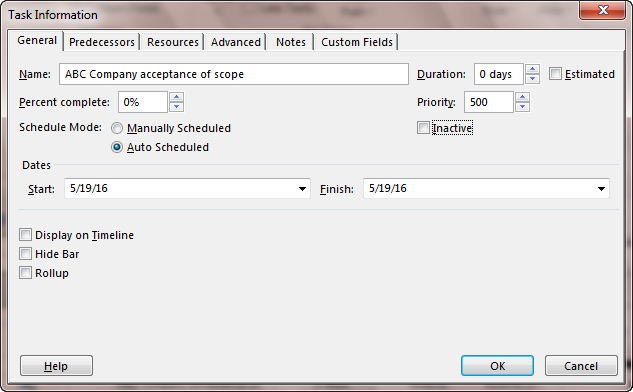 Task Information
General Predecessors Resources Advanced Notes Custom Fields
Name: ABC Company acceptance of scope Duration: 0 days Estimated
Percent complete: 0% Priority: 500
Schedule Mode: Manually Scheduled Inactive
Auto Scheduled
Dates
Start: 5/19/16 Finish: 5/19/16
Display on Timeline
Hide Bar
Rollup
Help OK Cancel